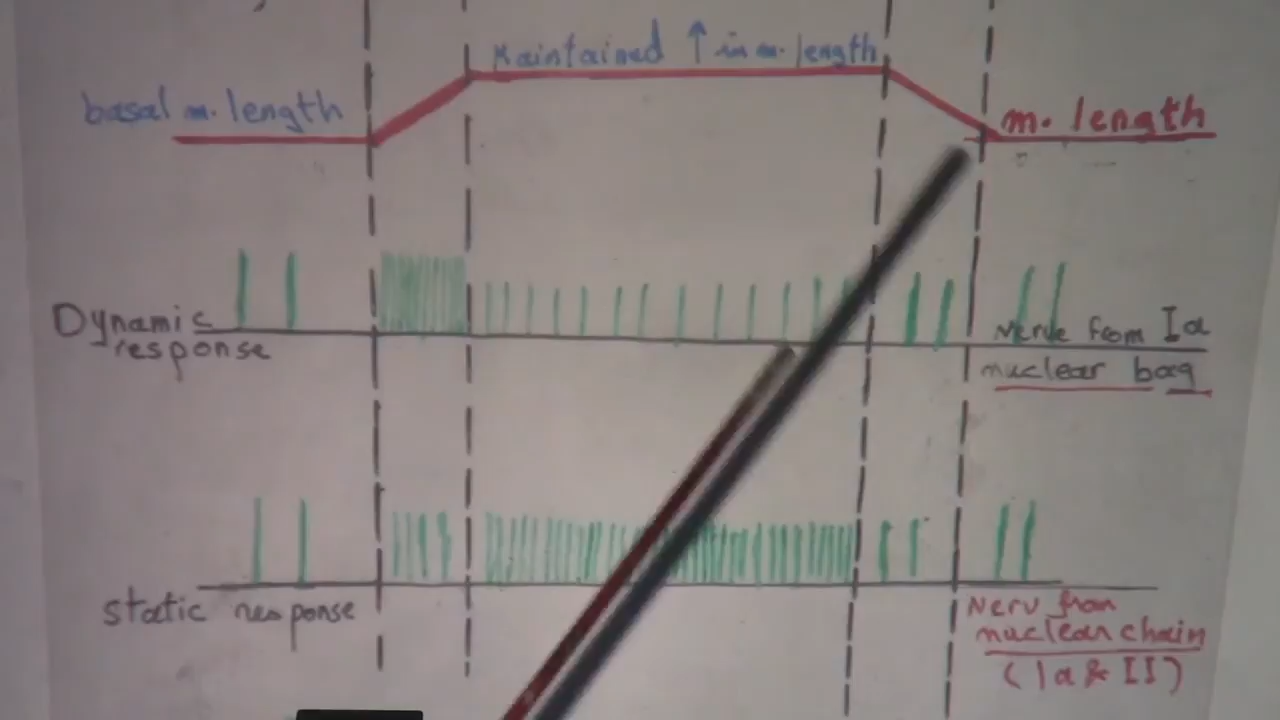 Maintained ↑ in m. length
basal m. length
m. length
Dynamic
response
Nerve from Ia
nuclear bag
static response
Nerv from
nuclear chain
(Ia & II)